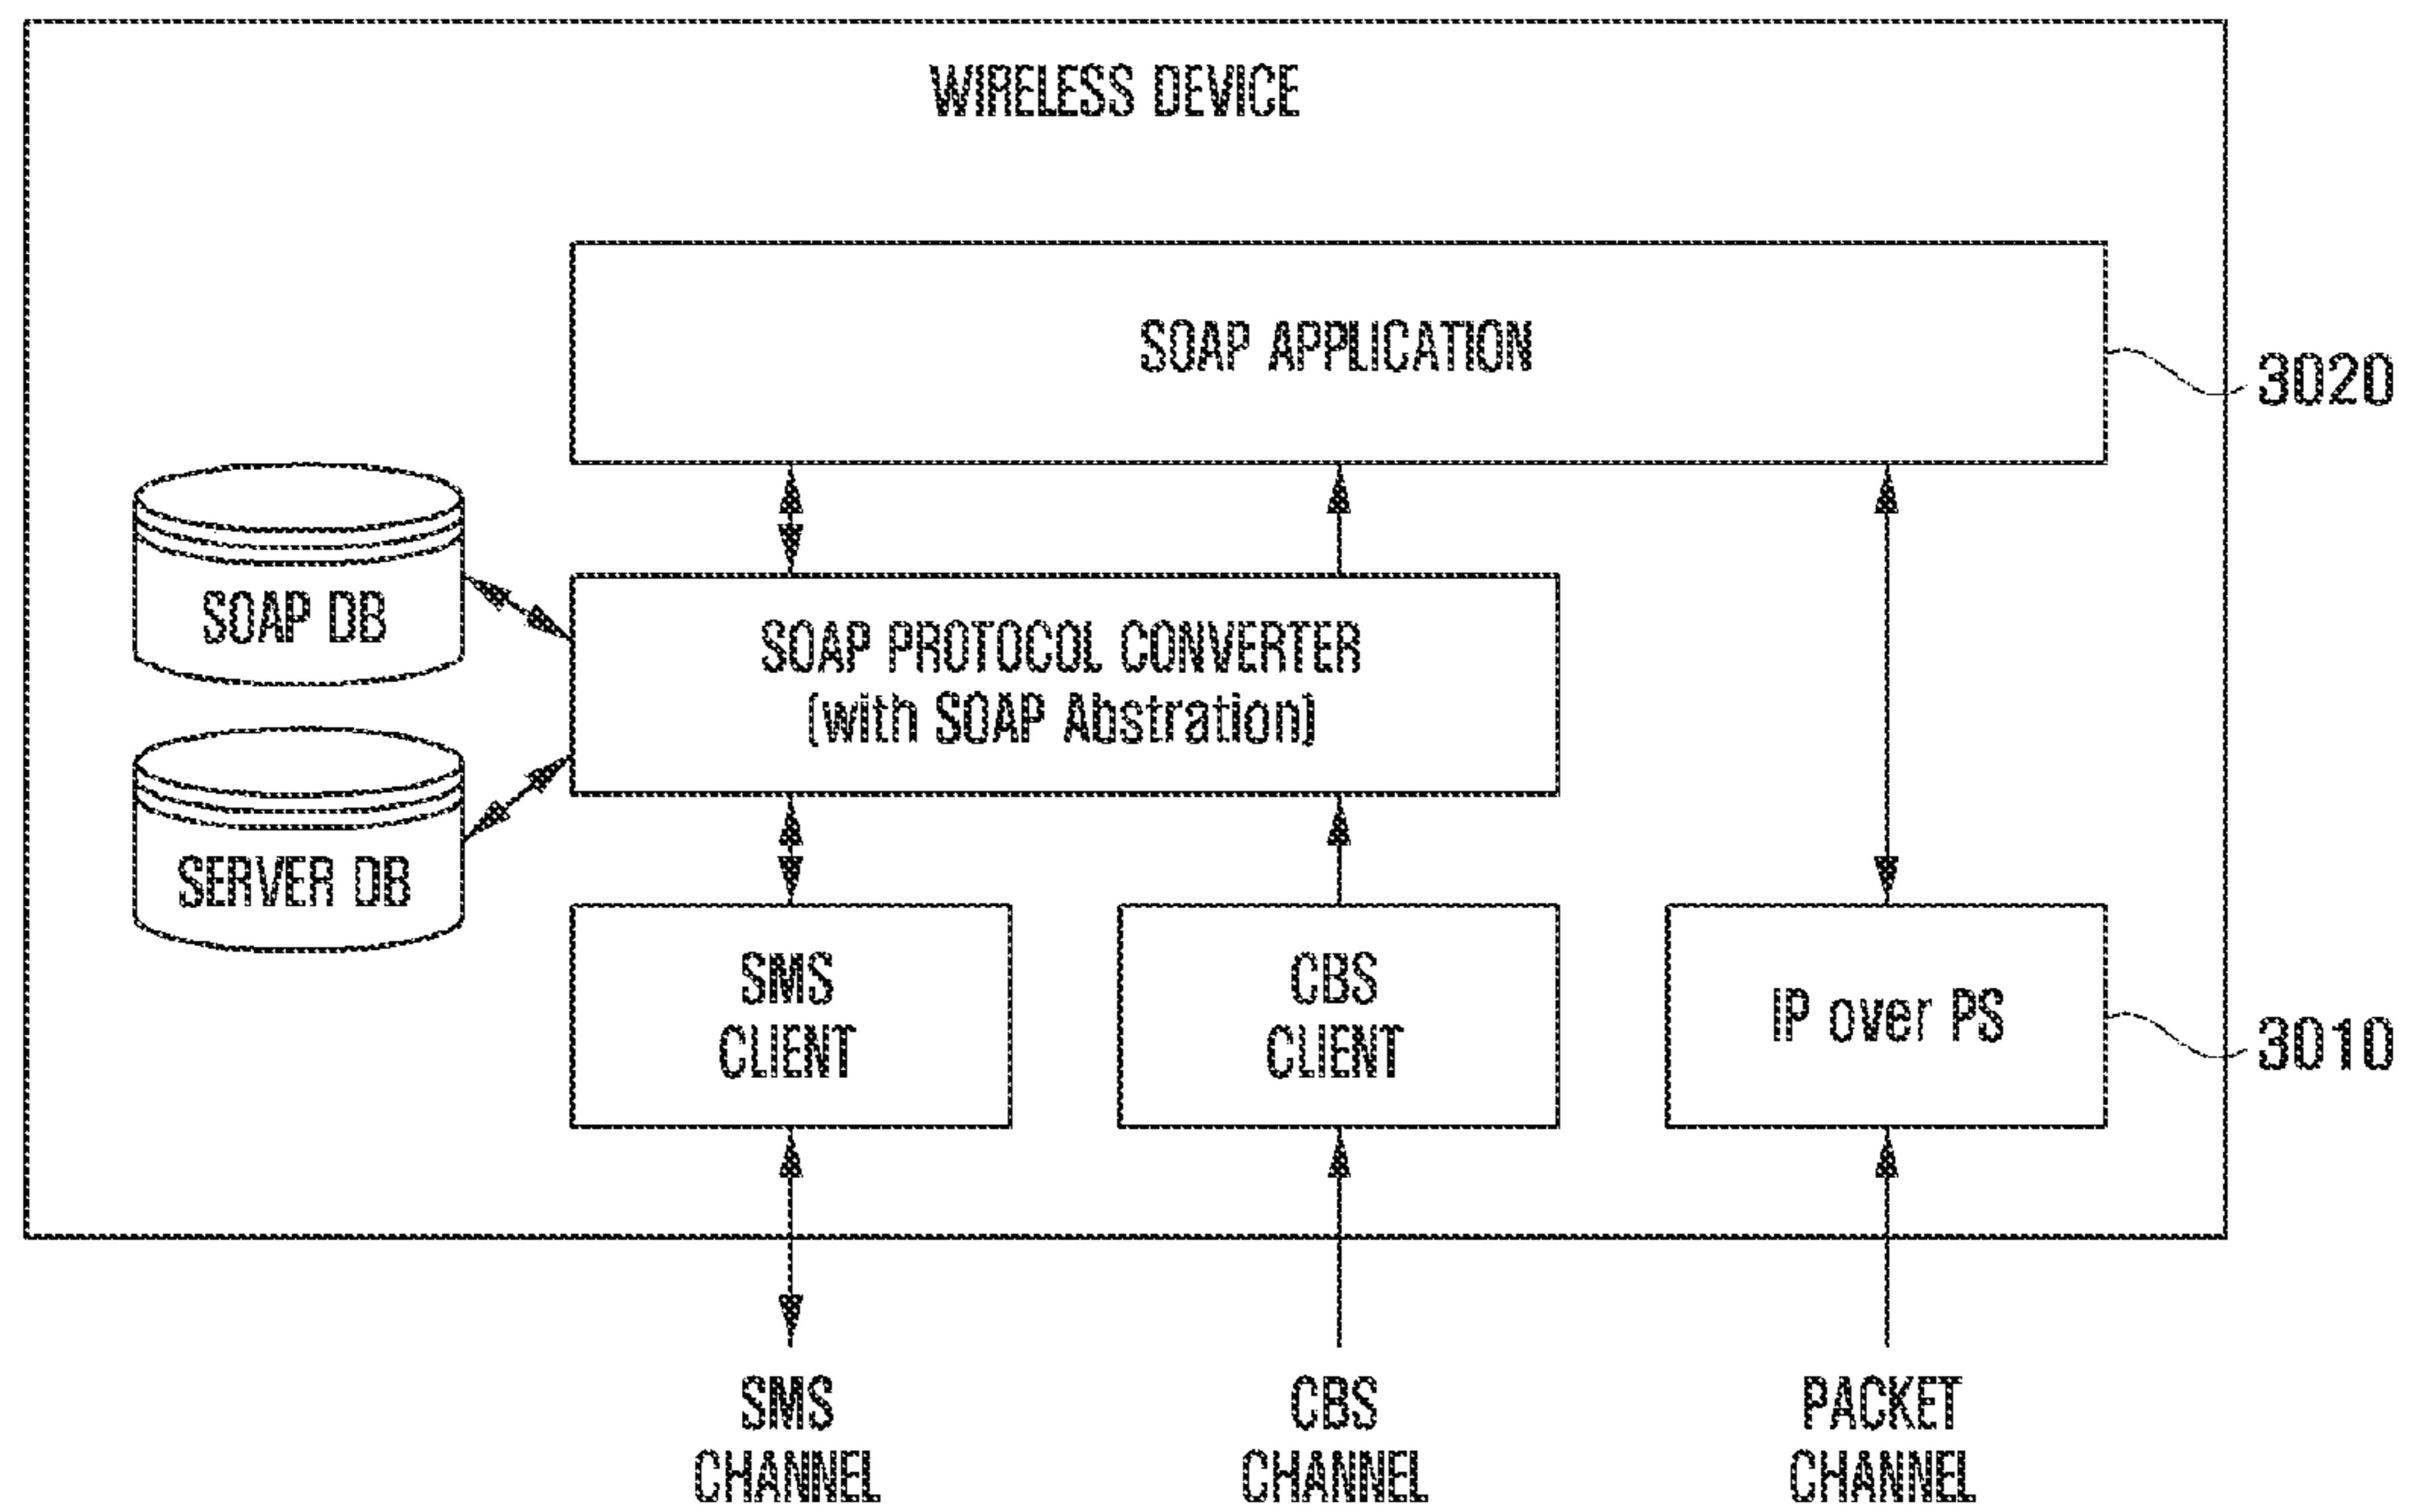 WIRELESS DEVICE
SOAP APPLICATION
3020
SOAP DB
SOAP PROTOCOL CONVERTER
(with SOAP Abstration)
SERVER DB
SMS
CLIENT
CBS
CLIENT
IP over PS
3010
SMS
CHANNEL
CBS
CHANNEL
PACKET
CHANNEL